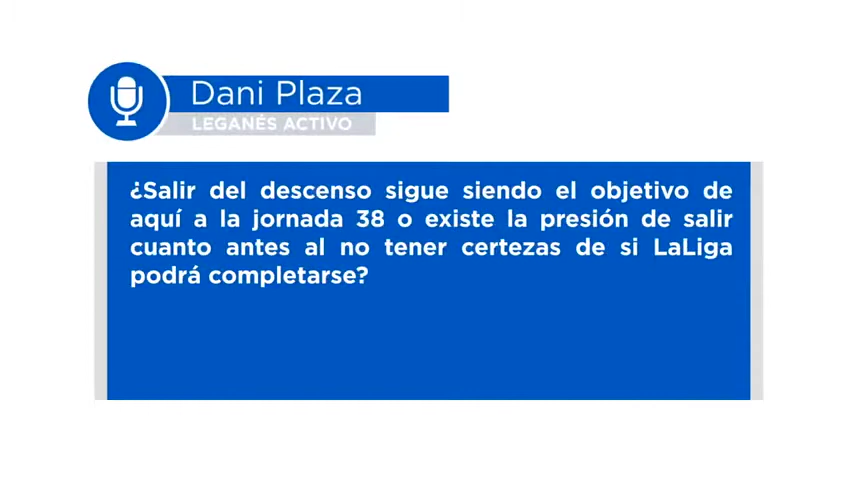 Dani Plaza
LEGANÉS ACTIVO
¿Salir del descenso sigue siendo el objetivo de
aquí a la jornada 38 o existe la presión de salir
cuanto antes al no tener certezas de si LaLiga
podrá completarse?